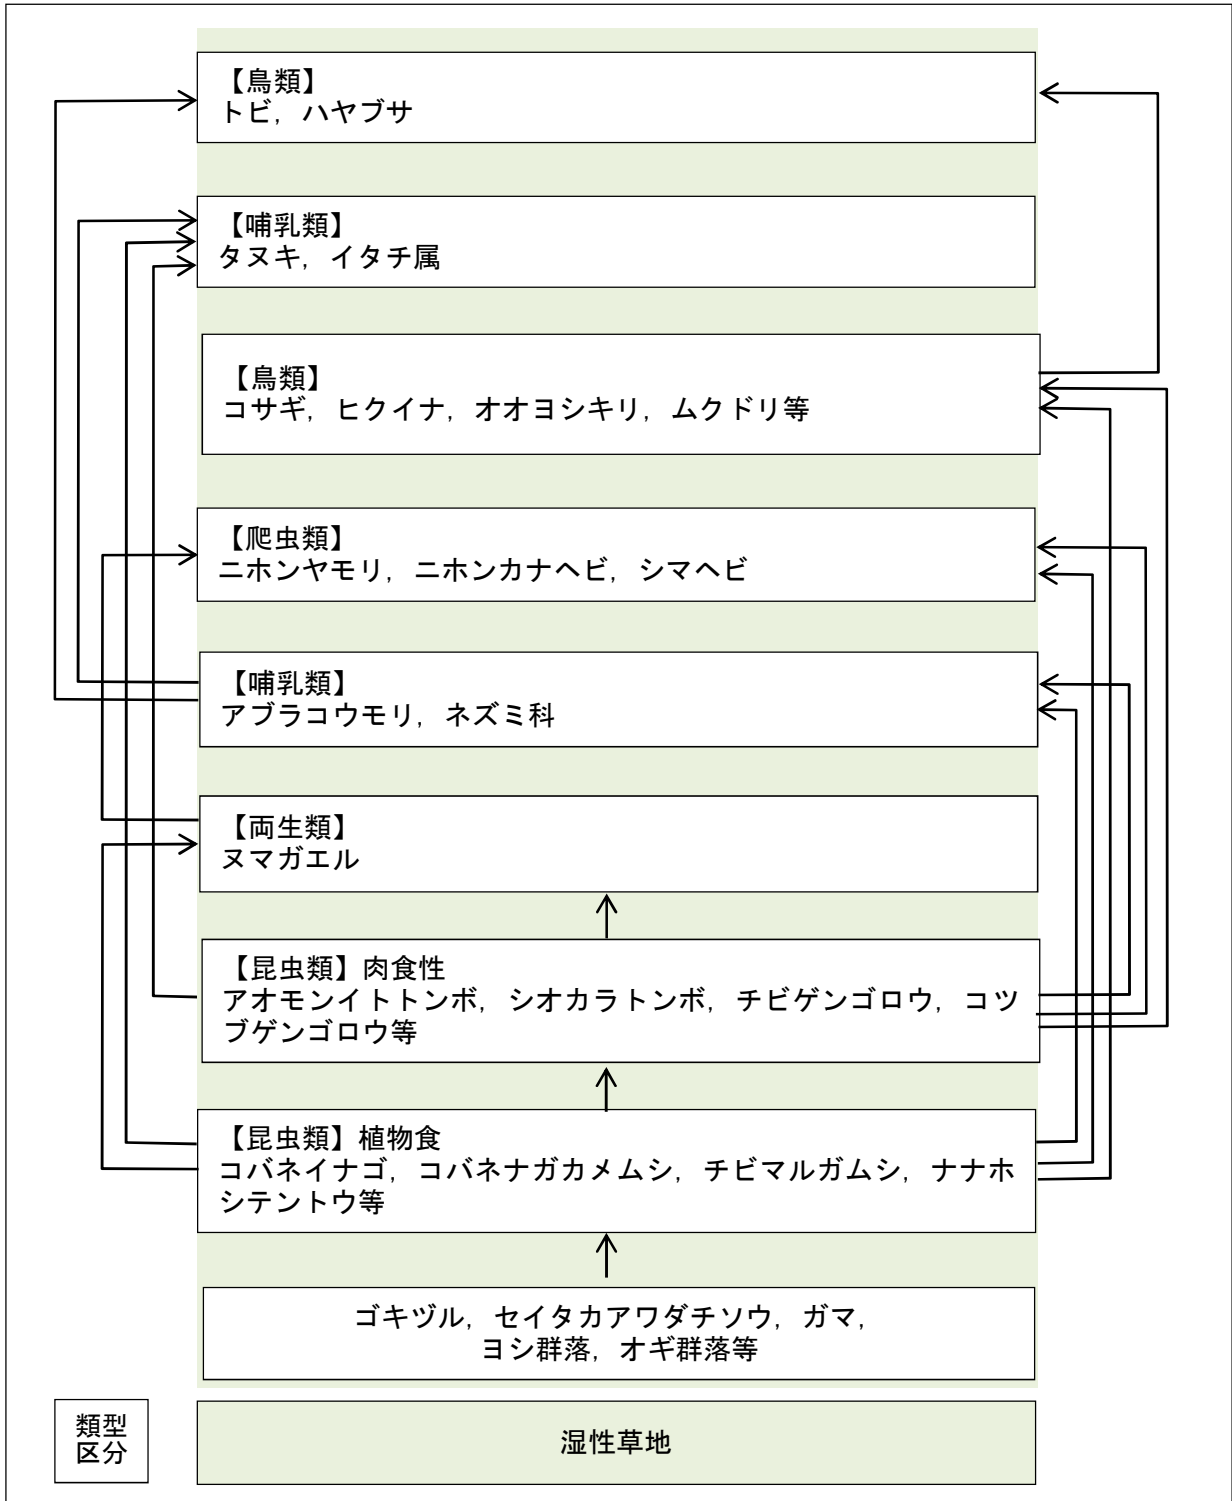 【鳥類】
トビ，ハヤブサ
【哺乳類】
タヌキ，イタチ属
【鳥類】
コサギ，ヒクイナ，オオヨシキリ，ムクドリ等
【爬虫類】
ニホンヤモリ，ニホンカナヘビ，シマヘビ
【哺乳類】
アブラコウモリ，ネズミ科
【両生類】
ヌマガエル
【昆虫類】肉食性
アオモンイトトンボ，シオカラトンボ，チビゲンゴロウ，コツ
ブゲンゴロウ等
【昆虫類】植物食
コバネイナゴ，コバネナガカメムシ，チビマルガムシ，ナナホ
シテントウ等
ゴキヅル，セイタカアワダチソウ，ガマ，
ヨシ群落，オギ群落等
類型
区分
湿性草地